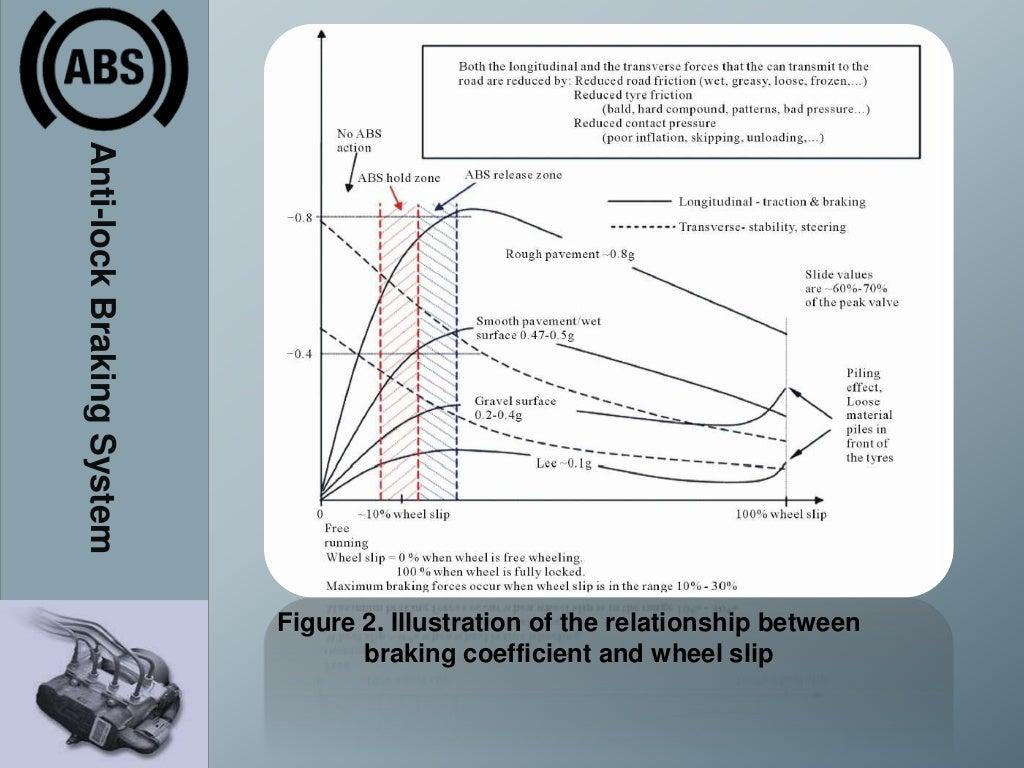 ABS
Anti-lock Braking System
Both the longitudinal and the transverse forces that the can transmit to the
road are reduced by: Reduced road friction (wet, greasy, loose, frozen,...)
Reduced tyre friction
(bald, hard compound, patterns, bad pressure...)
Reduced contact pressure
(poor inflation, skipping, unloading,...)
No ABS
action
ABS hold zone
ABS release zone
Longitudinal - traction & braking
Transverse- stability, steering
−0.8
Rough pavement ~0.8g
Slide values
are ~60%-70%
of the peak valve
Smooth pavement/wet
surface 0.47-0.5g
−0.4
Gravel surface
0.2-0.4g
Piling
effect,
Loose
material
piles in
front of
the tyres
Lee ~0.1g
0
~10% wheel slip
100% wheel slip
Free
running
Wheel slip = 0 % when wheel is free wheeling.
100 % when wheel is fully locked.
Maximum braking forces occur when wheel slip is in the range 10% - 30%
Figure 2. Illustration of the relationship between
braking coefficient and wheel slip